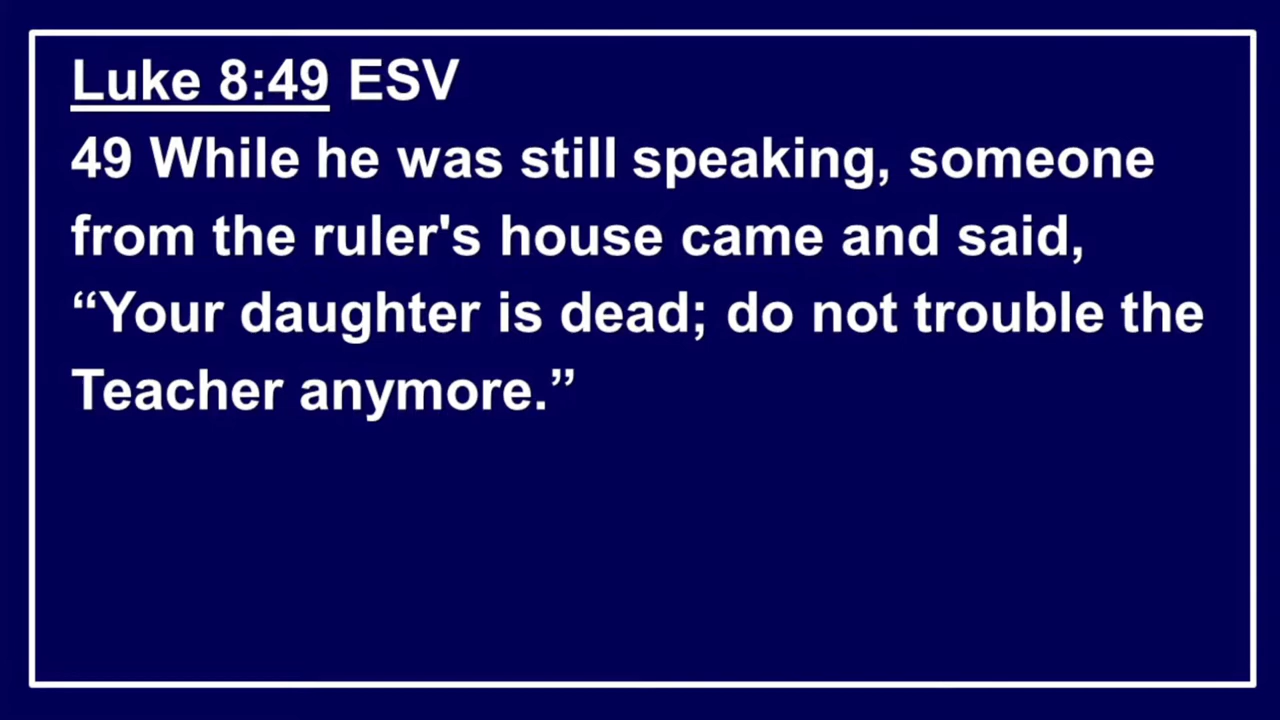 Luke 8:49 ESV
49 While he was still speaking, someone
from the ruler's house came and said,
“Your daughter is dead; do not trouble the
Teacher anymore.”